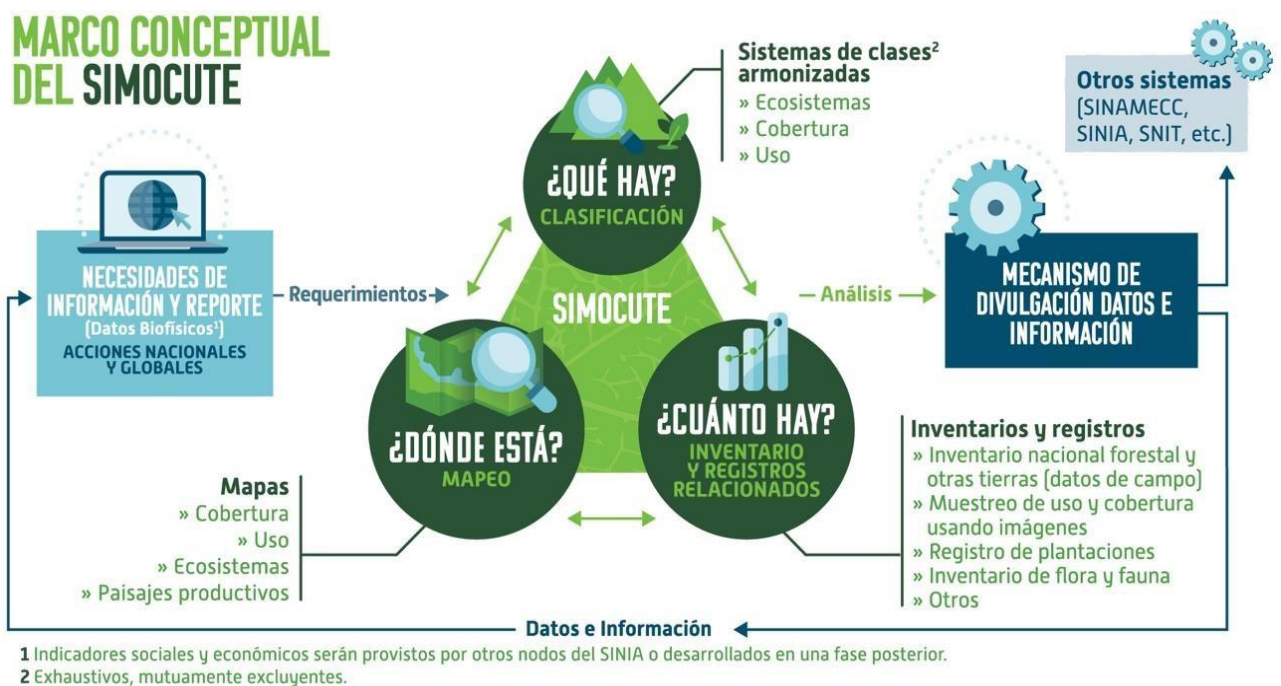 MARCO CONCEPTUAL
DEL SIMOCUTE
NECESIDADES DE
INFORMACIÓN Y REPORTE
(Datos Biofísicos¹)
ACCIONES NACIONALES
Y GLOBALES
Requerimientos
¿QUÉ HAY?
CLASIFICACIÓN
Sistemas de clases²
armonizadas
» Ecosistemas
» Cobertura
» Uso
SIMOCUTE
¿DÓNDE ESTÁ?
MAPEO
Mapas
» Cobertura
» Uso
» Ecosistemas
» Paisajes productivos
¿CUÁNTO HAY?
INVENTARIO
Y REGISTROS
RELACIONADOS
Inventarios y registros
» Inventario nacional forestal y
otras tierras (datos de campo)
» Muestreo de uso y cobertura
usando imágenes
» Registro de plantaciones
» Inventario de flora y fauna
» Otros
Análisis
MECANISMO DE
DIVULGACIÓN DATOS E
INFORMACIÓN
Otros sistemas
(SINAMECC,
SINIA, SNIT, etc.)
Datos e Información
1 Indicadores sociales y económicos serán provistos por otros nodos del SINIA o desarrollados en una fase posterior.
2 Exhaustivos, mutuamente excluyentes.